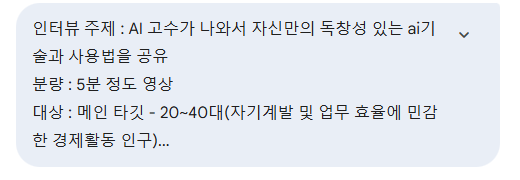 인터뷰 주제 : AI 고수가 나와서 자신만의 독창성 있는 ai기
술과 사용법을 공유
분량 : 5분 정도 영상
대상 : 메인 타깃 - 20~40대(자기계발 및 업무 효율에 민감
한 경제활동 인구)...